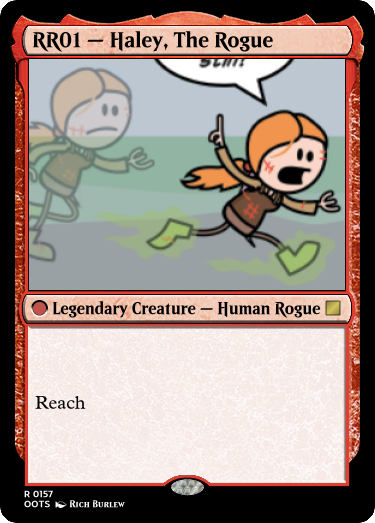 RR01 — Haley, The Rogue
Legendary Creature — Human Rogue
Reach
R 0157
OOTS Rich Burlew